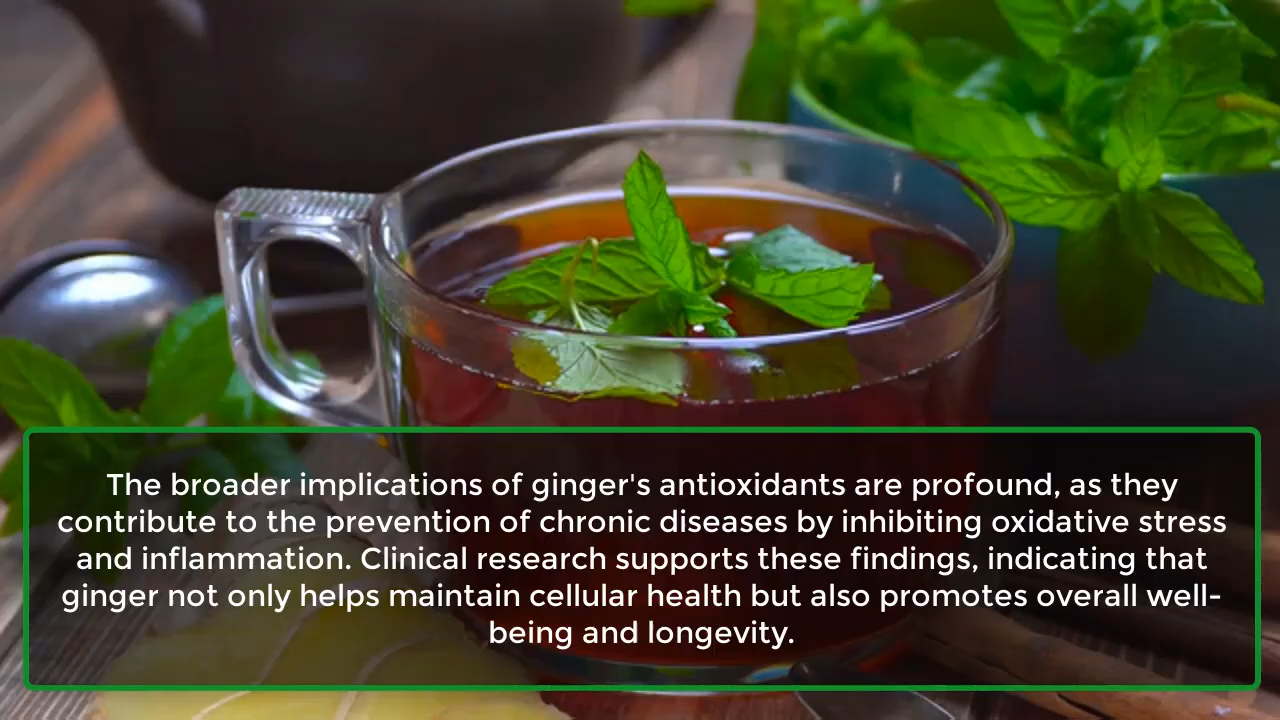 The broader implications of ginger's antioxidants are profound, as they
contribute to the prevention of chronic diseases by inhibiting oxidative stress
and inflammation. Clinical research supports these findings, indicating that
ginger not only helps maintain cellular health but also promotes overall well-
being and longevity.